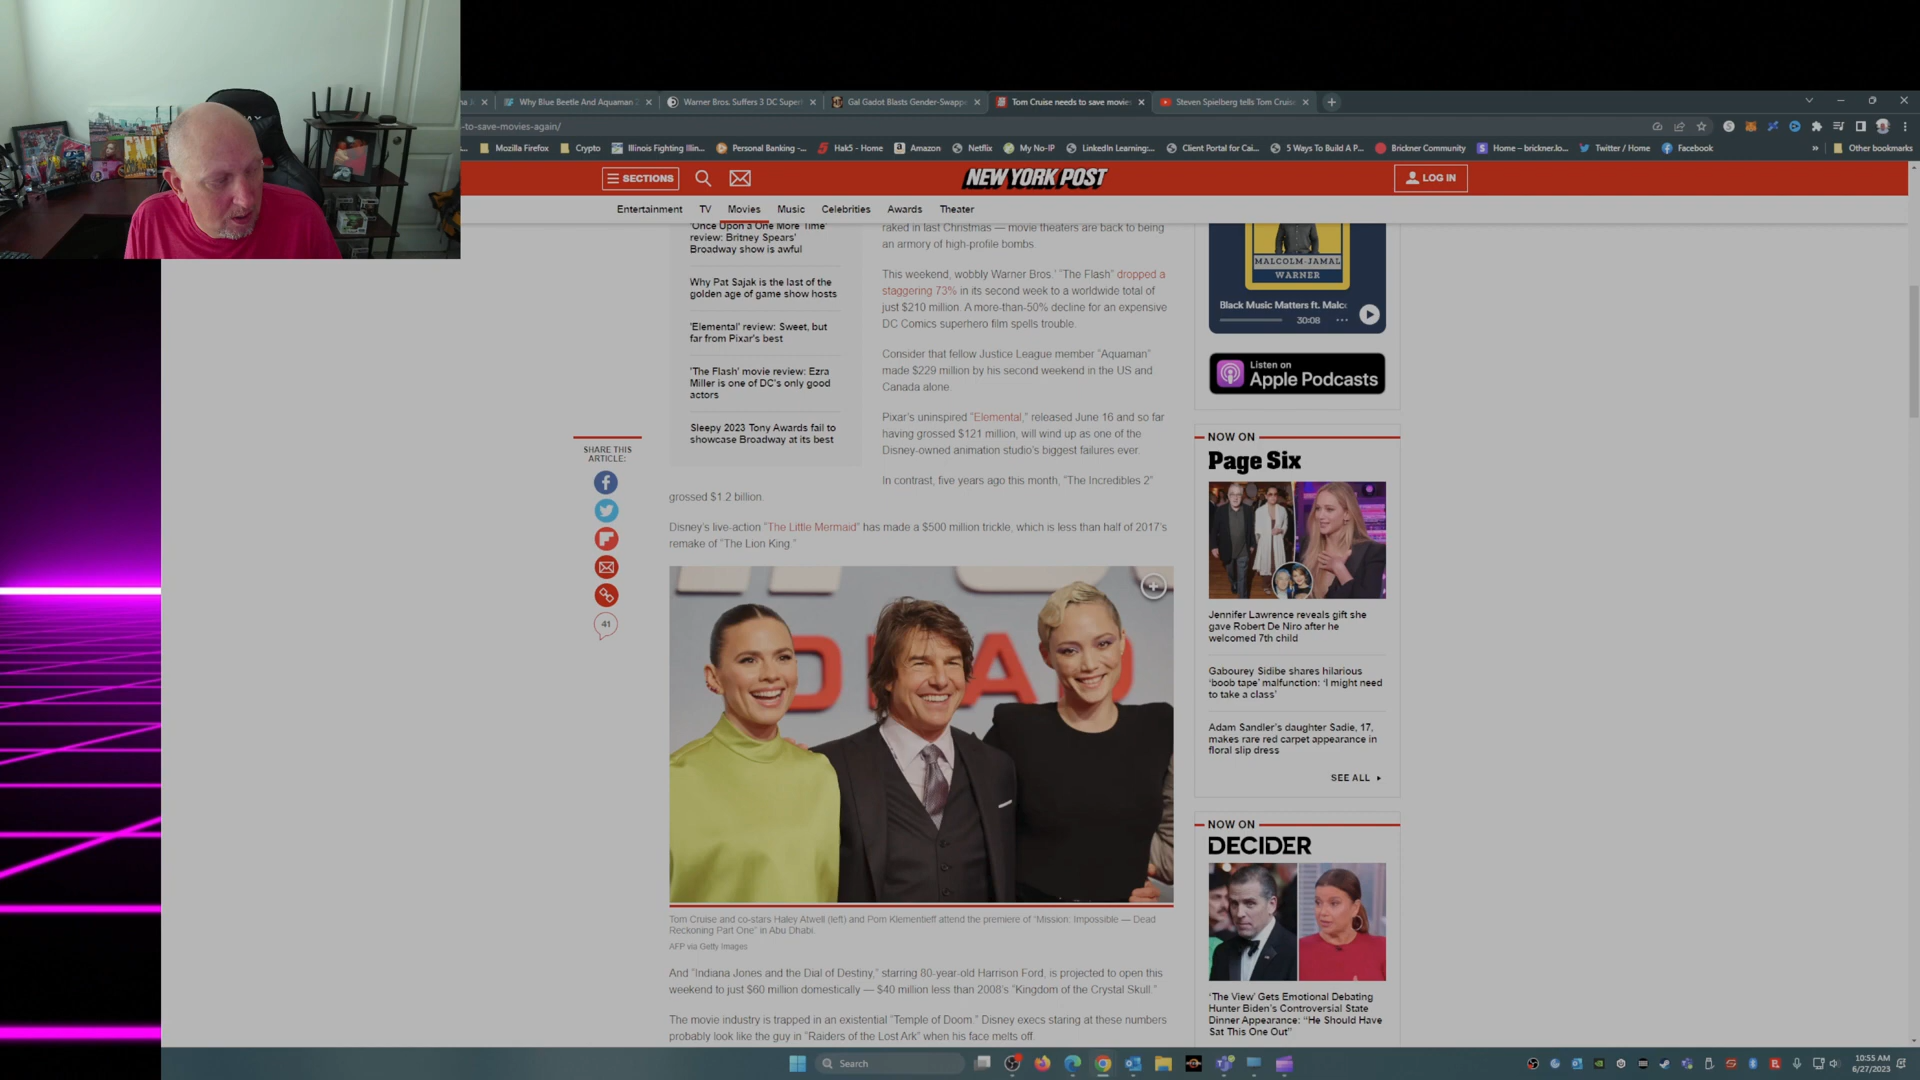 Why Blue Beetle And Aquaman
Warner Bros. Suffers 3 DC Super
Gal Gadot Blasts Gender-Swapp
Tom Cruise needs to save movies
Steven Spielberg tells Tom Cruise
-to-save-movies-again/
Mozilla Firefox
Crypto
Illinois Fighting Illin...
Personal Banking -...
Hak5 - Home
Amazon
Netflix
My No-IP
LinkedIn Learning:...
Client Portal for Cai...
5 Ways To Build A P...
Brickner Community
Home – brickner.lo...
Twitter / Home
Facebook
»
Other bookmarks
SECTIONS
NEW YORK POST
LOG IN
Entertainment
TV
Movies
Music
Celebrities
Awards
Theater
'Once Upon a One More Time'
review: Britney Spears'
Broadway show is awful
Why Pat Sajak is the last of the
golden age of game show hosts
'Elemental' review: Sweet, but
far from Pixar's best
'The Flash' movie review: Ezra
Miller is one of DC's only good
actors
Sleepy 2023 Tony Awards fail to
showcase Broadway at its best
SHARE THIS
ARTICLE:
41
raked in last Christmas — movie theaters are back to being
an armory of high-profile bombs.
This weekend, wobbly Warner Bros.' “The Flash” dropped a
staggering 73% in its second week to a worldwide total of
just $210 million. A more-than-50% decline for an expensive
DC Comics superhero film spells trouble.
Consider that fellow Justice League member “Aquaman”
made $229 million by his second weekend in the US and
Canada alone.
Pixar's uninspired “Elemental,” released June 16 and so far
having grossed $121 million, will wind up as one of the
Disney-owned animation studio's biggest failures ever.
In contrast, five years ago this month, “The Incredibles 2”
grossed $1.2 billion.
Disney's live-action “The Little Mermaid” has made a $500 million trickle, which is less than half of 2017's
remake of “The Lion King.”
Tom Cruise and co-stars Haley Atwell (left) and Pom Klementieff attend the premiere of “Mission: Impossible — Dead
Reckoning Part One” in Abu Dhabi.
AFP via Getty Images
And “Indiana Jones and the Dial of Destiny,” starring 80-year-old Harrison Ford, is projected to open this
weekend to just $60 million domestically — $40 million less than 2008's “Kingdom of the Crystal Skull.”
The movie industry is trapped in an existential “Temple of Doom.” Disney execs staring at these numbers
probably look like the guy in “Raiders of the Lost Ark” when his face melts off.
MALCOLM-JAMAL
WARNER
Black Music Matters ft. Malc
30:08
Listen on
Apple Podcasts
NOW ON
Page Six
Jennifer Lawrence reveals gift she
gave Robert De Niro after he
welcomed 7th child
Gabourey Sidibe shares hilarious
'boob tape' malfunction: 'I might need
to take a class'
Adam Sandler's daughter Sadie, 17,
makes rare red carpet appearance in
floral slip dress
SEE ALL
NOW ON
DECIDER
'The View' Gets Emotional Debating
Hunter Biden's Controversial State
Dinner Appearance: “He Should Have
Sat This One Out”
Search
10:55 AM
6/27/2023